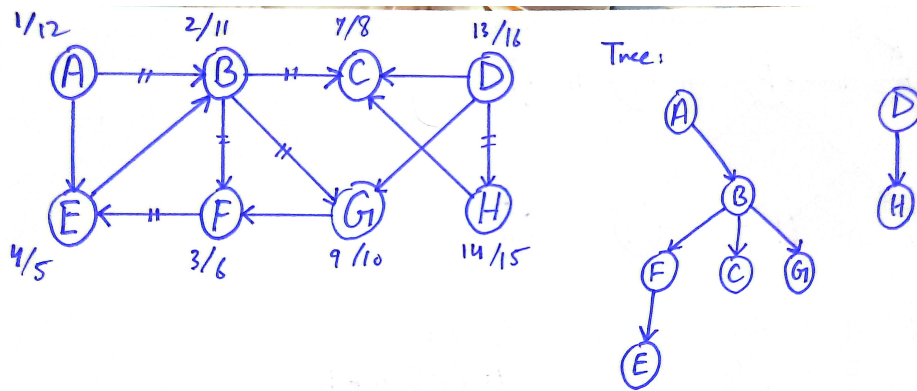 1/12 2/11 7/8 13/16
Tree:
A B C D
A D
B H
E F G H
F C G
4/5 3/6 9/10 14/15
E